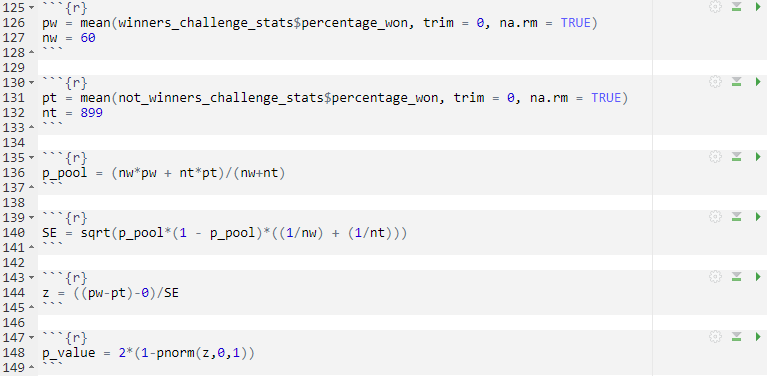 125 ```{r}
126 pw = mean(winners_challenge_stats$percentage_won, trim = 0, na.rm = TRUE)
127 nw = 60
128 ```
129
130 ```{r}
131 pt = mean(not_winners_challenge_stats$percentage_won, trim = 0, na.rm = TRUE)
132 nt = 899
133 ```
134
135 ```{r}
136 p_pool = (nw*pw + nt*pt)/(nw+nt)
137 ```
138
139 ```{r}
140 SE = sqrt(p_pool*(1 - p_pool)*((1/nw) + (1/nt)))
141 ```
142
143 ```{r}
144 z = ((pw-pt)-0)/SE
145 ```
146
147 ```{r}
148 p_value = 2*(1-pnorm(z,0,1))
149 ```